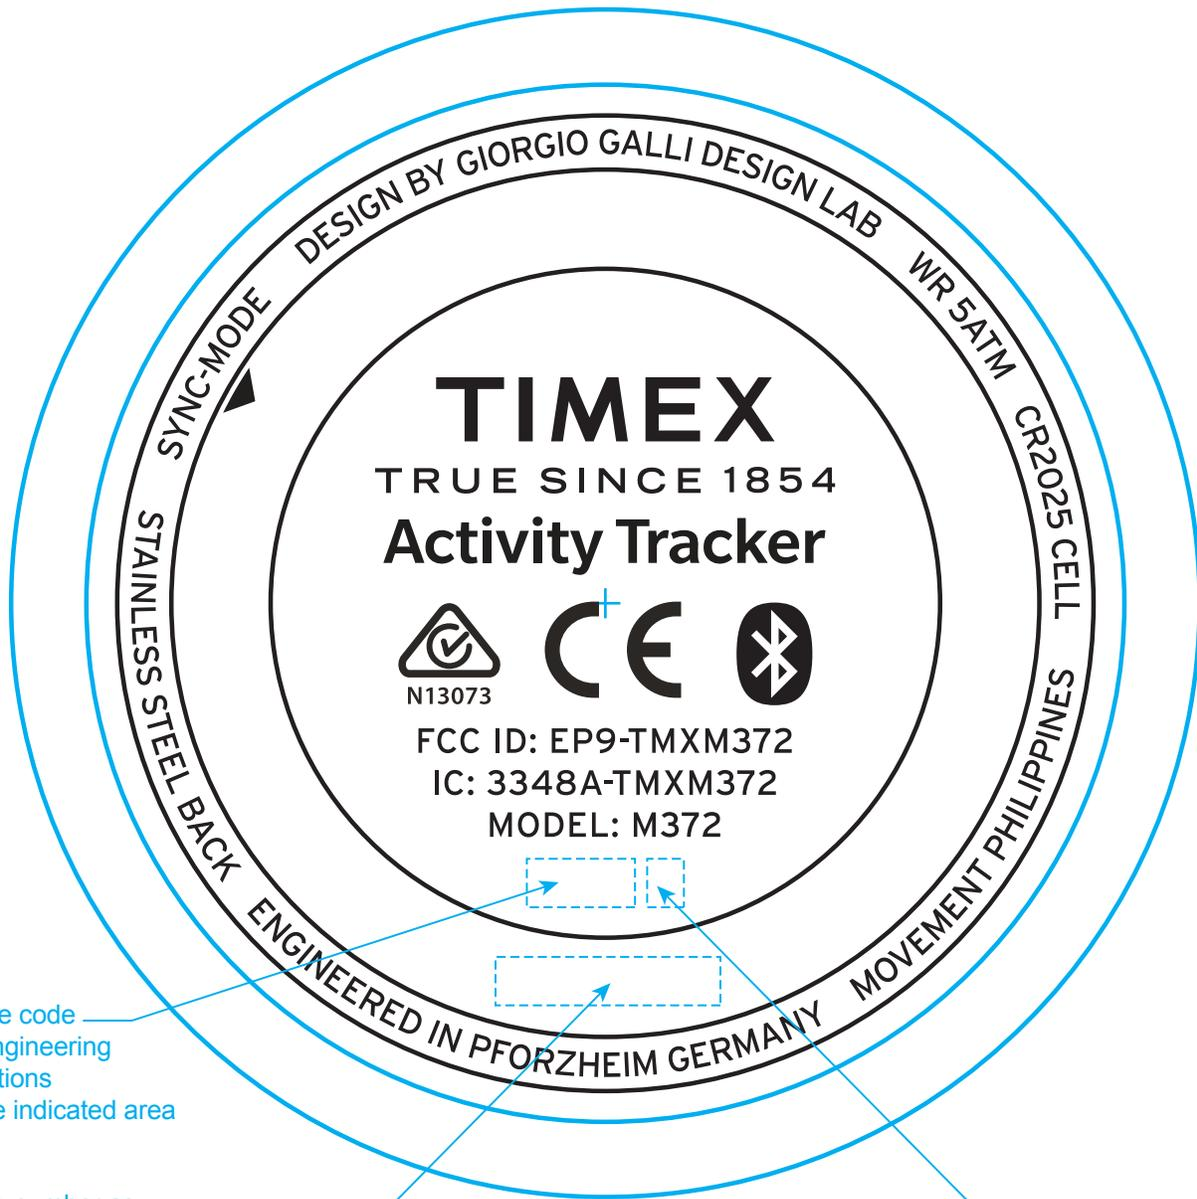 DESIGN BY GIORGIO GALLI DESIGN LAB
WR 5ATM
CR2025 CELL
MOVEMENT PHILIPPINES
ENGINEERED IN PFORZHEIM GERMANY
STAINLESS STEEL BACK
SYNC-MODE
TIMEX
TRUE SINCE 1854
Activity Tracker
N13073
CE
FCC ID: EP9-TMXM372
IC: 3348A-TMXM372
MODEL: M372
e code
ngineering
tions
e indicated area